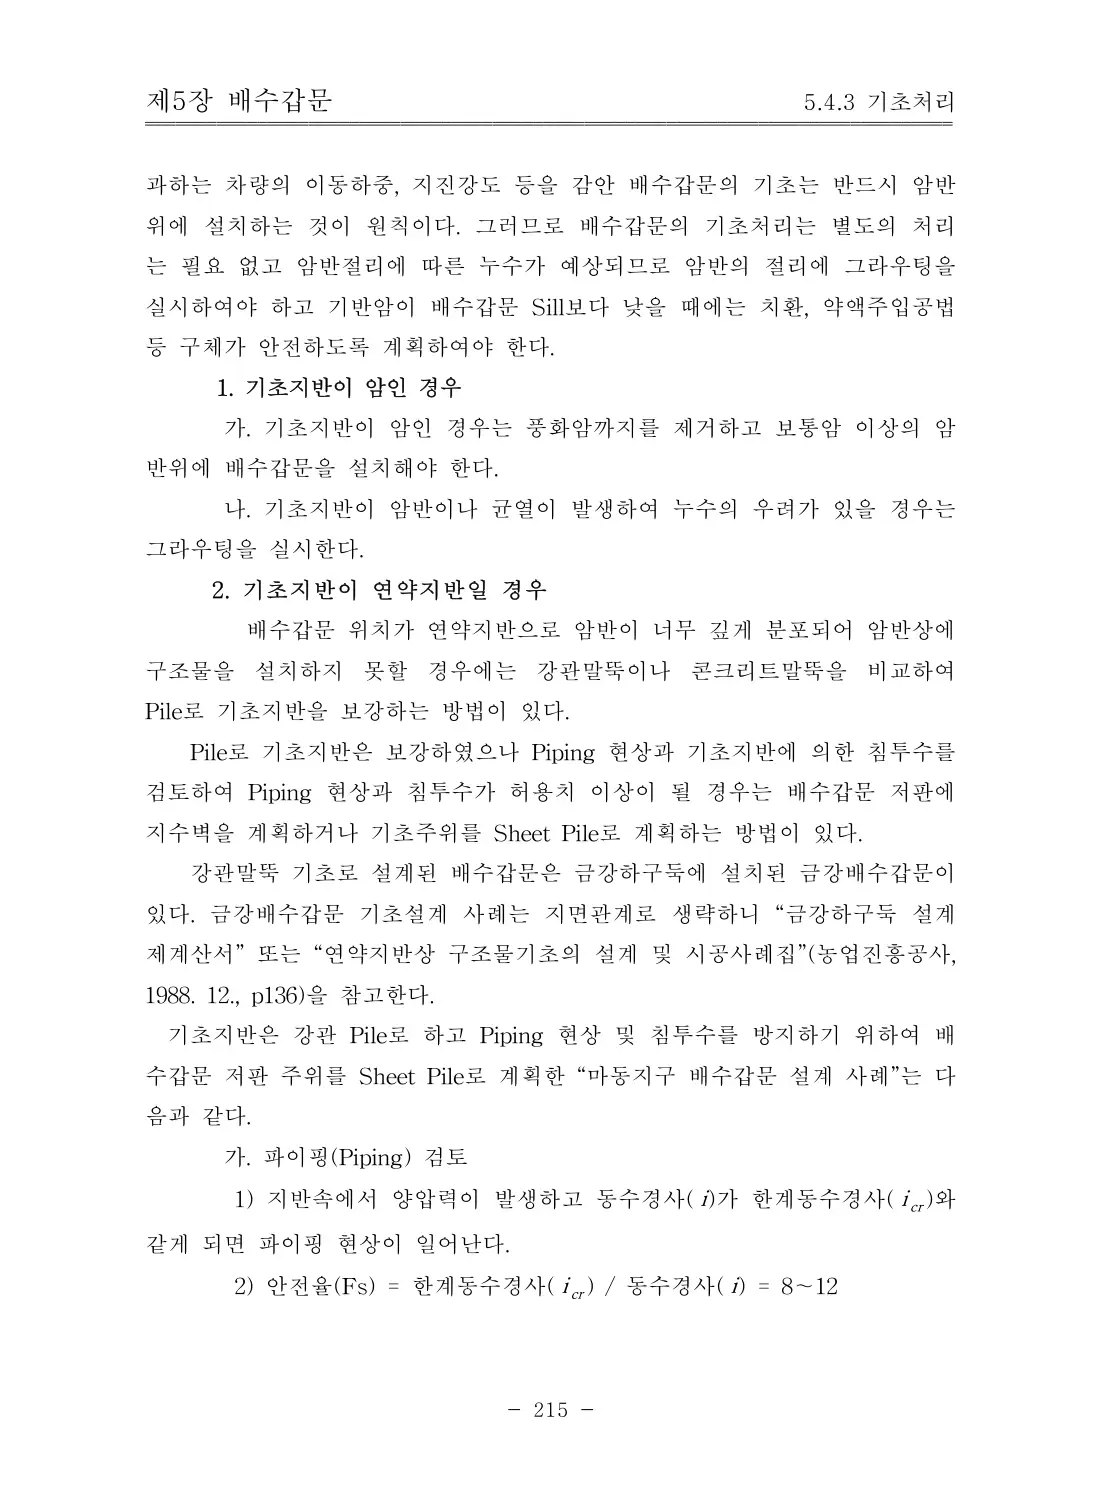 제5장 배수갑문 5.4.3 기초처리
과하는 차량의 이동하중, 지진강도 등을 감안 배수갑문의 기초는 반드시 암반
위에 설치하는 것이 원칙이다. 그러므로 배수갑문의 기초처리는 별도의 처리
는 필요 없고 암반절리에 따른 누수가 예상되므로 암반의 절리에 그라우팅을
실시하여야 하고 기반암이 배수갑문 Sill보다 낮을 때에는 치환, 약액주입공법
등 구체가 안전하도록 계획하여야 한다.
1. 기초지반이 암인 경우
가. 기초지반이 암인 경우는 풍화암까지를 제거하고 보통암 이상의 암
반위에 배수갑문을 설치해야 한다.
나. 기초지반이 암반이나 균열이 발생하여 누수의 우려가 있을 경우는
그라우팅을 실시한다.
2. 기초지반이 연약지반일 경우
배수갑문 위치가 연약지반으로 암반이 너무 깊게 분포되어 암반상에
구조물을 설치하지 못할 경우에는 강관말뚝이나 콘크리트말뚝을 비교하여
Pile로 기초지반을 보강하는 방법이 있다.
Pile로 기초지반은 보강하였으나 Piping 현상과 기초지반에 의한 침투수를
검토하여 Piping 현상과 침투수가 허용치 이상이 될 경우는 배수갑문 저판에
지수벽을 계획하거나 기초주위를 Sheet Pile로 계획하는 방법이 있다.
강관말뚝 기초로 설계된 배수갑문은 금강하구둑에 설치된 금강배수갑문이
있다. 금강배수갑문 기초설계 사례는 지면관계로 생략하니 “금강하구둑 설계
제계산서” 또는 “연약지반상 구조물기초의 설계 및 시공사례집”(농업진흥공사,
1988. 12., p136)을 참고한다.
기초지반은 강관 Pile로 하고 Piping 현상 및 침투수를 방지하기 위하여 배
수갑문 저판 주위를 Sheet Pile로 계획한 “마동지구 배수갑문 설계 사례”는 다
음과 같다.
가. 파이핑(Piping) 검토
1) 지반속에서 양압력이 발생하고 동수경사( i)가 한계동수경사( i cr)와
같게 되면 파이핑 현상이 일어난다.
2) 안전율(Fs) = 한계동수경사( i cr) / 동수경사( i) = 8～12
- 215 -